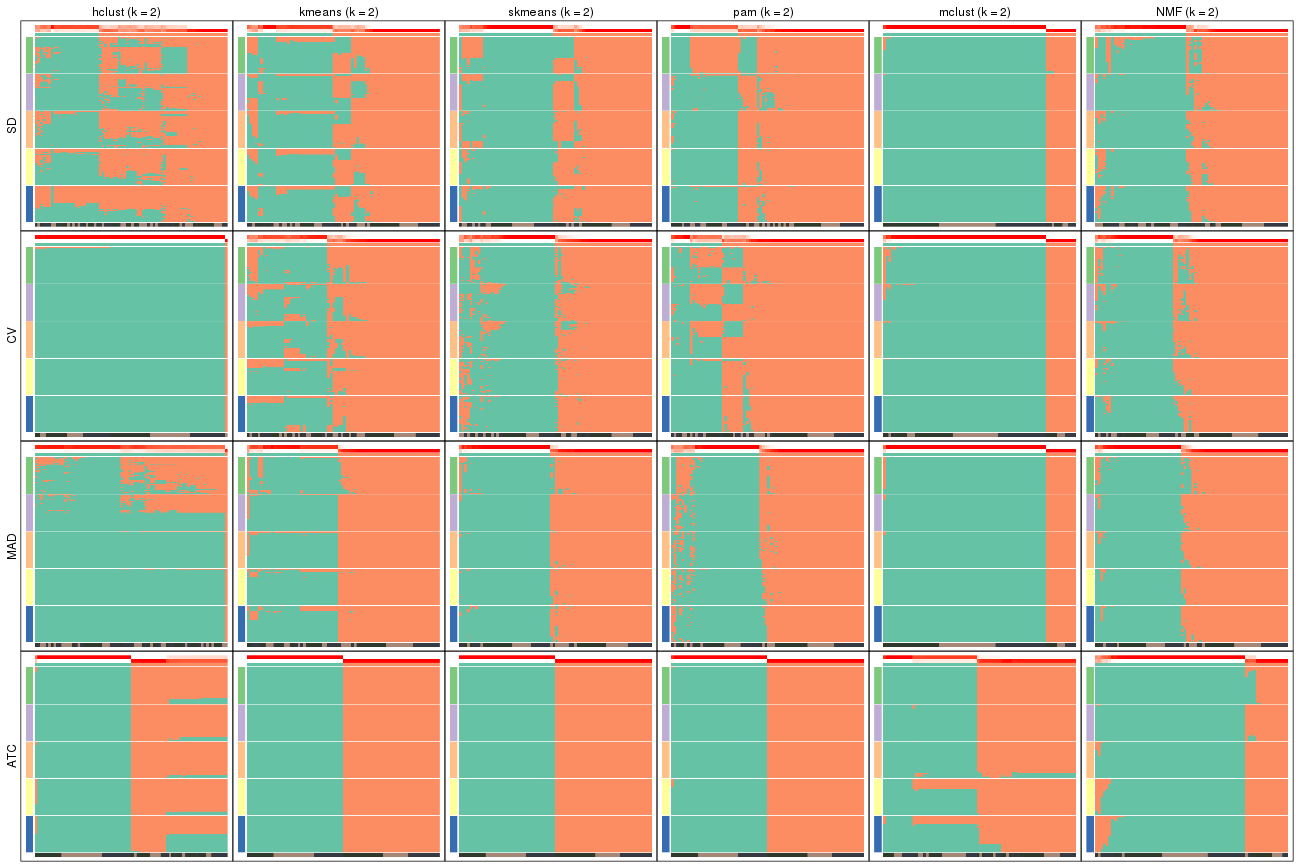 hclust (k = 2)
kmeans (k = 2)
skmeans (k = 2)
pam (k = 2)
mclust (k = 2)
NMF (k = 2)
SD
CV
MAD
ATC